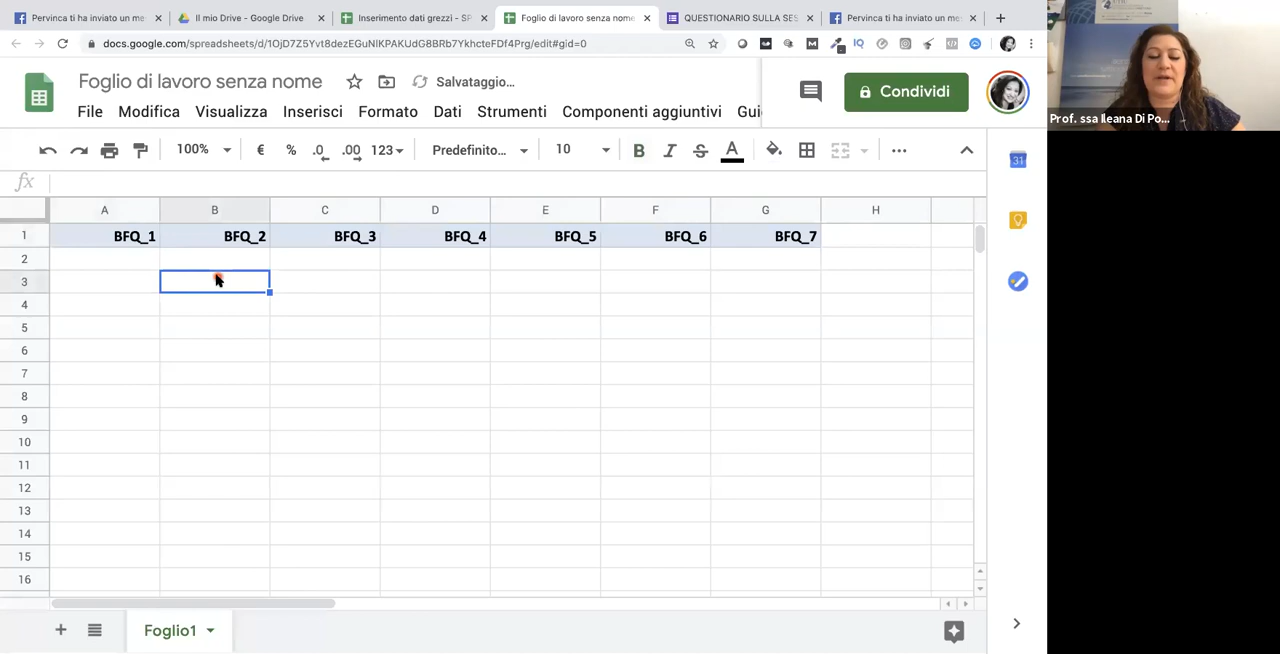 Pervinca ti ha inviato un me
Il mio Drive - Google Drive
Inserimento dati grezzi - SP
Foglio di lavoro senza nome
QUESTIONARIO SULLA SES
Pervinca ti ha inviato un me
docs.google.com/spreadsheets/d/1OjD7Z5Yvt8dezEGuNlKPAKUdG8BRb7YkhcteFDf4Prg/edit#gid=0
Foglio di lavoro senza nome
Salvataggio...
Condividi
File Modifica Visualizza Inserisci Formato Dati Strumenti Componenti aggiuntivi Gui
100% € % .0 .00 123 Predefinito... 10 B I S A
fx
A B C D E F G H
1 BFQ_1 BFQ_2 BFQ_3 BFQ_4 BFQ_5 BFQ_6 BFQ_7
2
3
4
5
6
7
8
9
10
11
12
13
14
15
16
Foglio1
Prof. ssa Ileana Di Po...
31